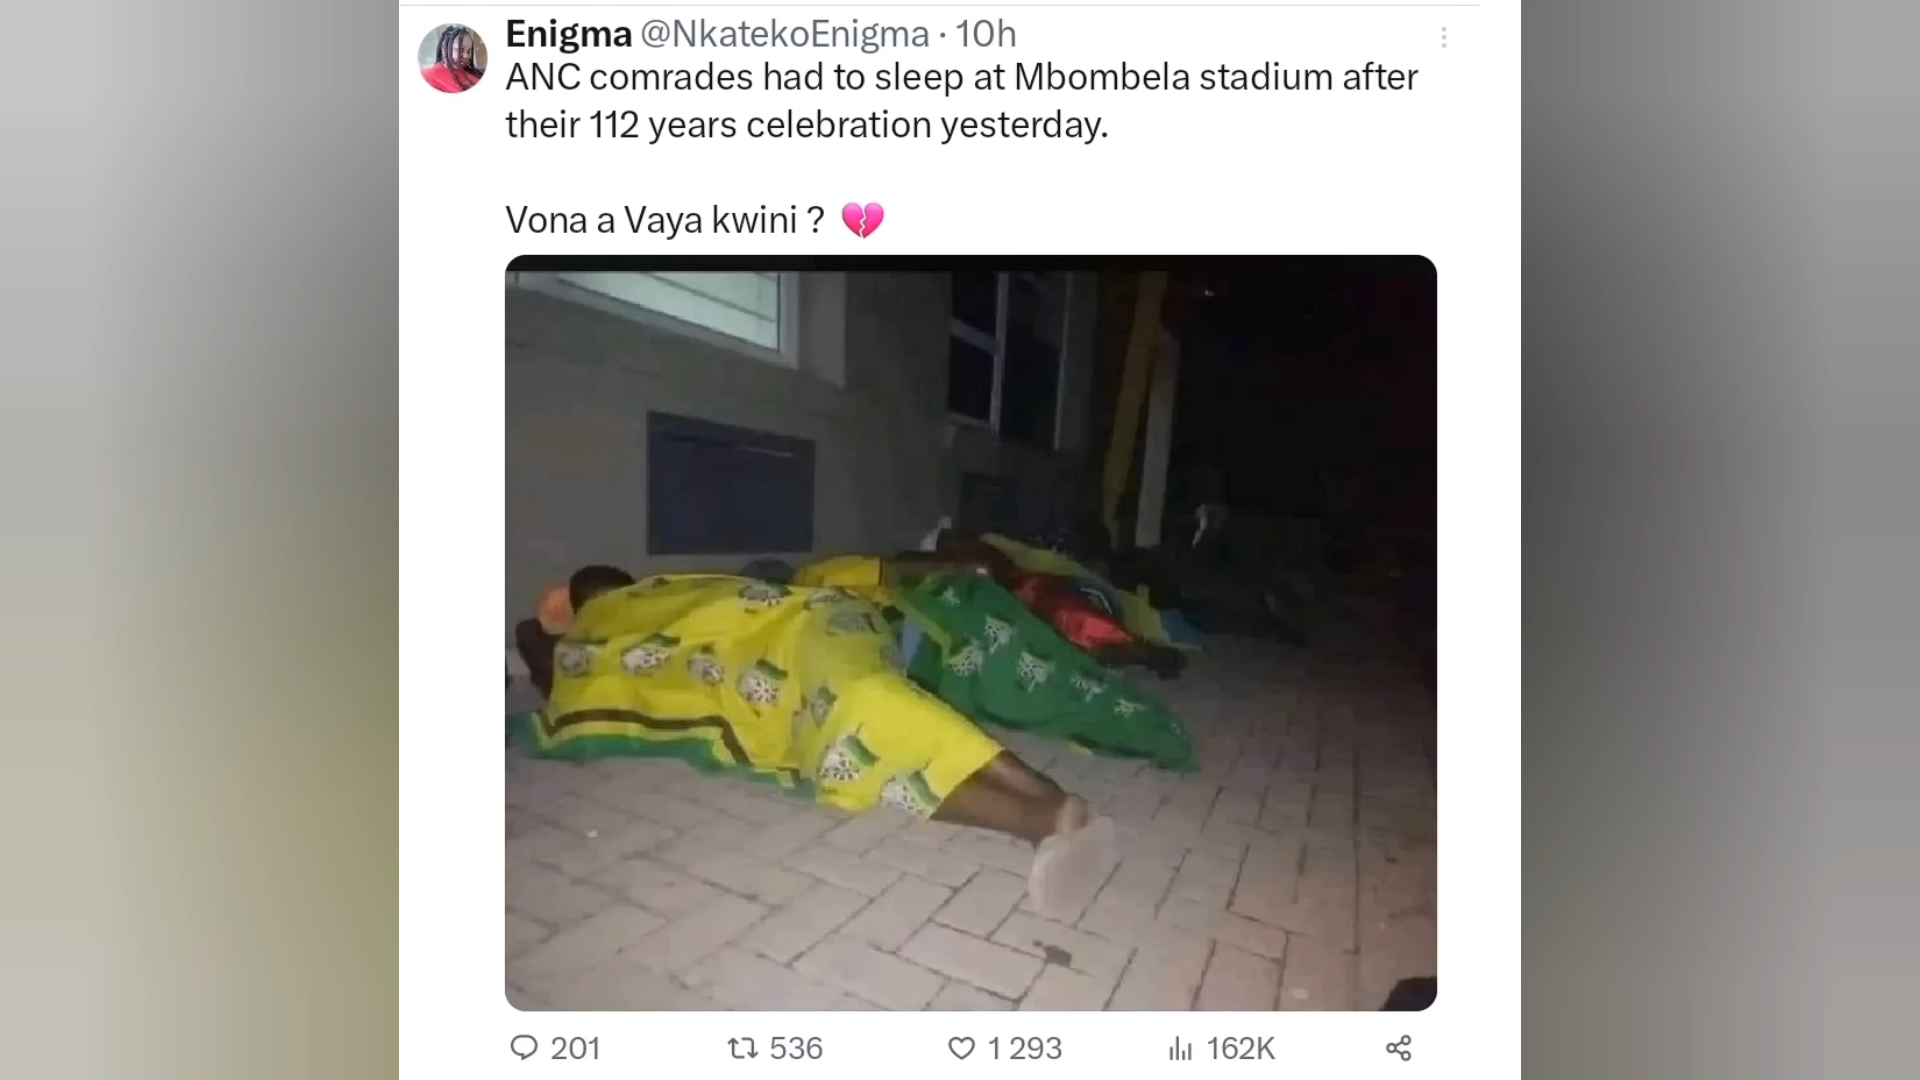 Enigma @NkatekoEnigma · 10h
ANC comrades had to sleep at Mbombela stadium after
their 112 years celebration yesterday.
Vona a Vaya kwini ? 💔
201 536 1 293 162K